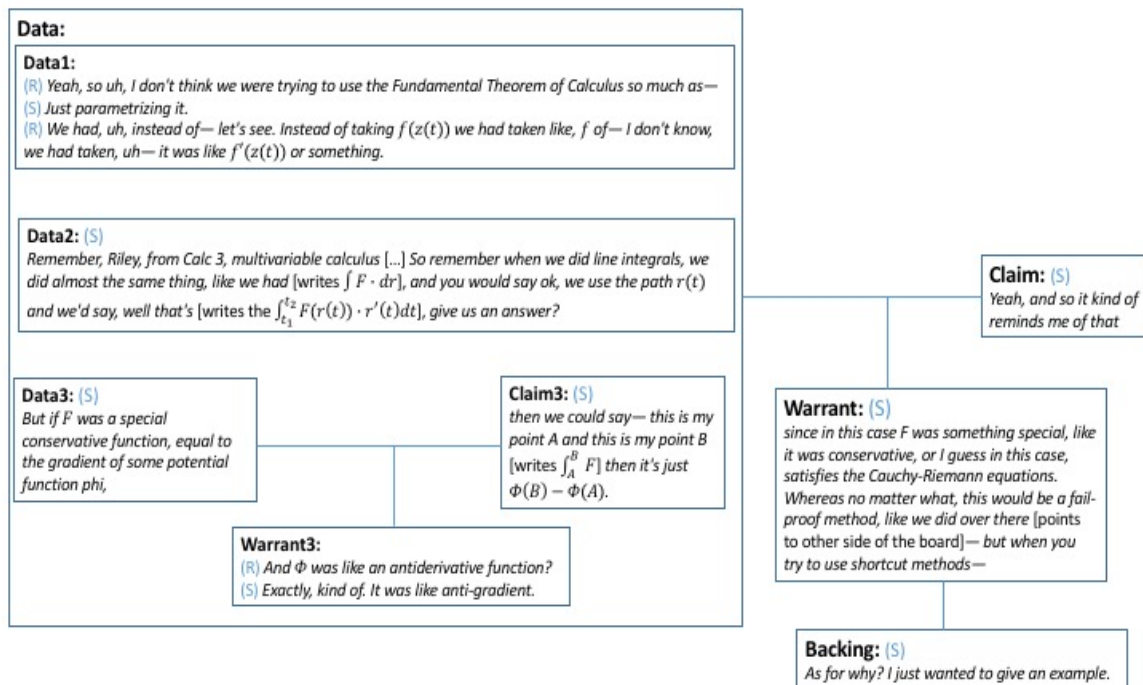 Data:
Data1:
(R) Yeah, so uh, I don't think we were trying to use the Fundamental Theorem of Calculus so much as—
(S) Just parametrizing it.
(R) We had, uh, instead of— let's see. Instead of taking f(z(t)) we had taken like, f of— I don't know,
we had taken, uh— it was like f′(z(t)) or something.
Data2: (S)
Remember, Riley, from Calc 3, multivariable calculus [...] So remember when we did line integrals, we
did almost the same thing, like we had [writes ∫ F · dr], and you would say ok, we use the path r(t)
and we'd say, well that's [writes the ∫_{t₁}^{t₂} F(r(t)) · r′(t)dt], give us an answer?
Data3: (S)
But if F was a special
conservative function, equal to
the gradient of some potential
function phi,
Claim3: (S)
then we could say— this is my
point A and this is my point B
[writes ∫_A^B F] then it's just
Φ(B) − Φ(A).
Warrant3:
(R) And Φ was like an antiderivative function?
(S) Exactly, kind of. It was like anti-gradient.
Claim: (S)
Yeah, and so it kind of
reminds me of that
Warrant: (S)
since in this case F was something special, like
it was conservative, or I guess in this case,
satisfies the Cauchy-Riemann equations.
Whereas no matter what, this would be a fail-
proof method, like we did over there [points
to other side of the board]— but when you
try to use shortcut methods—
Backing: (S)
As for why? I just wanted to give an example.